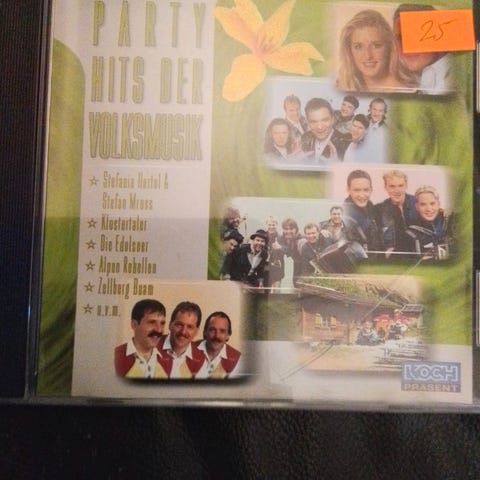 PARTY
HITS DER
VOLKSMUSIK
☆ Stefanie Hertel &
Stefan Mross
☆ Klostertaler
☆ Die Edelseer
☆ Alpen Rebellen
☆ Zellberg Buam
☆ u.v.m.
25
KOCH
PRÄSENT